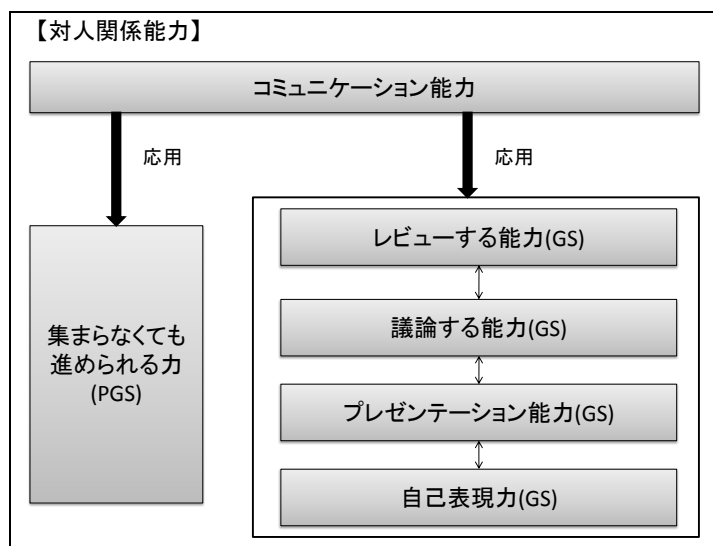 【対人関係能力】
コミュニケーション能力
応用
応用
集まらなくても
進められる力
(PGS)
レビューする能力(GS)
議論する能力(GS)
プレゼンテーション能力(GS)
自己表現力(GS)